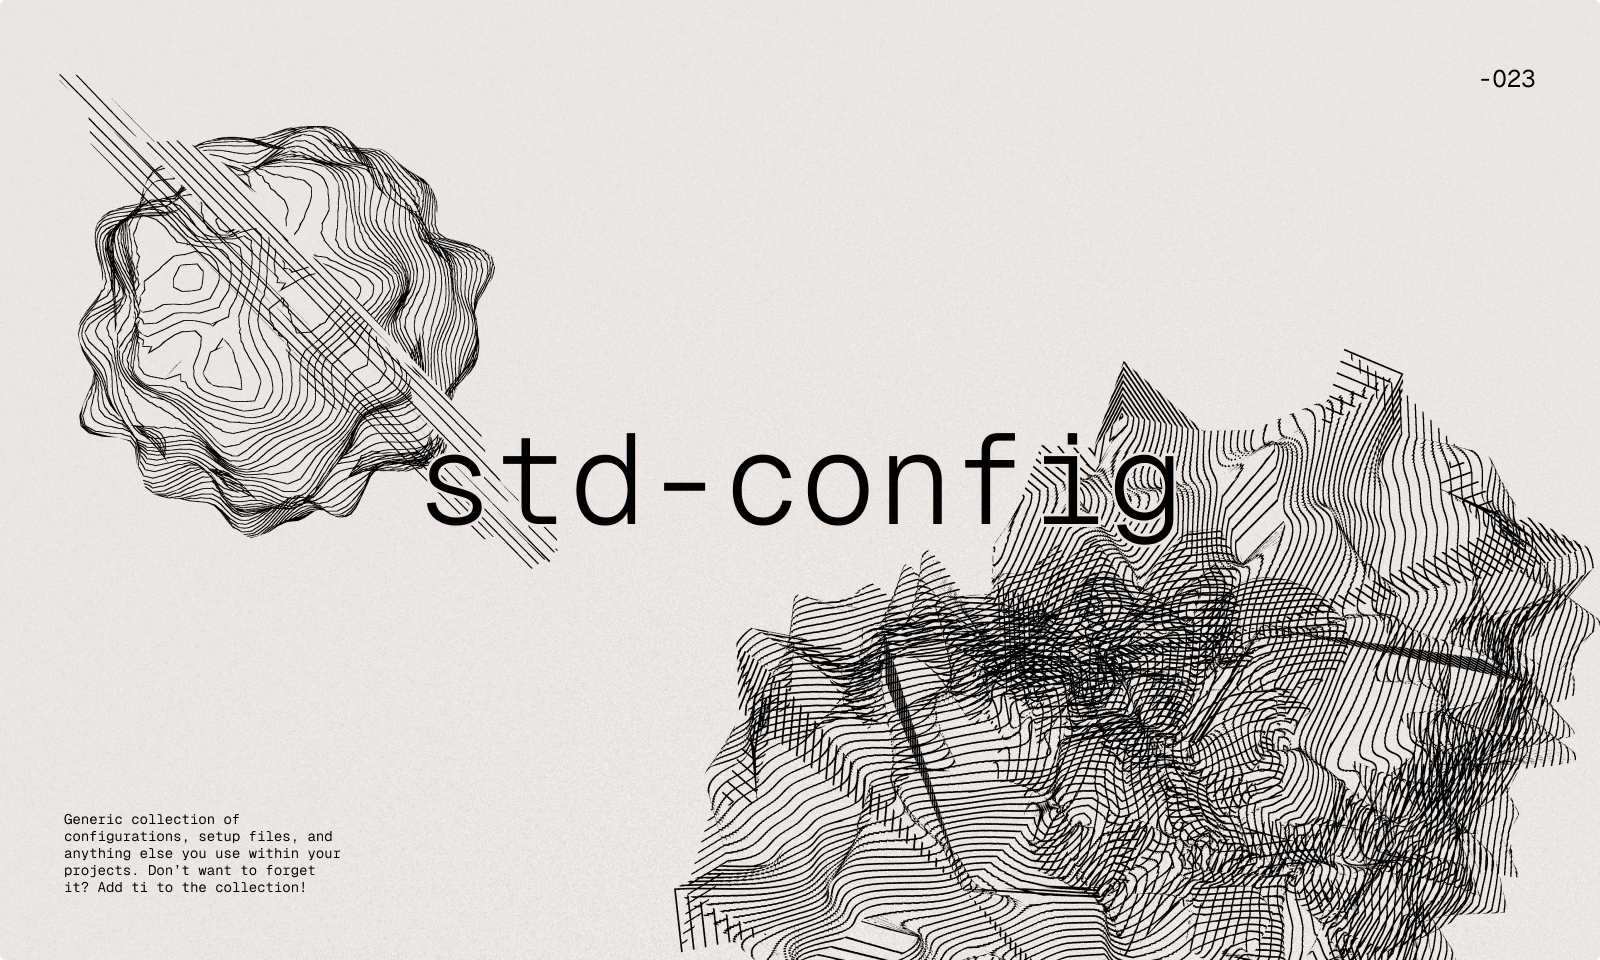 -023
std-config
Generic collection of
configurations, setup files, and
anything else you use within your
projects. Don't want to forget
it? Add ti to the collection!